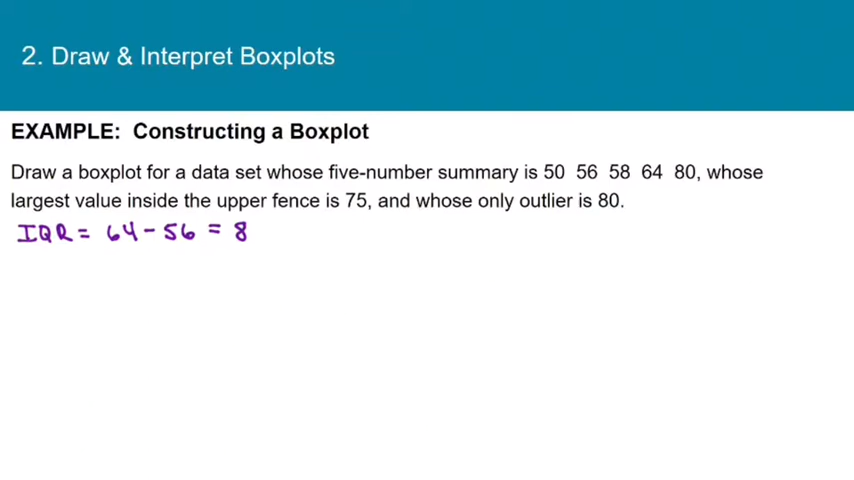 2. Draw & Interpret Boxplots
EXAMPLE: Constructing a Boxplot
Draw a boxplot for a data set whose five-number summary is 50 56 58 64 80, whose
largest value inside the upper fence is 75, and whose only outlier is 80.
IQR = 64 - 56 = 8